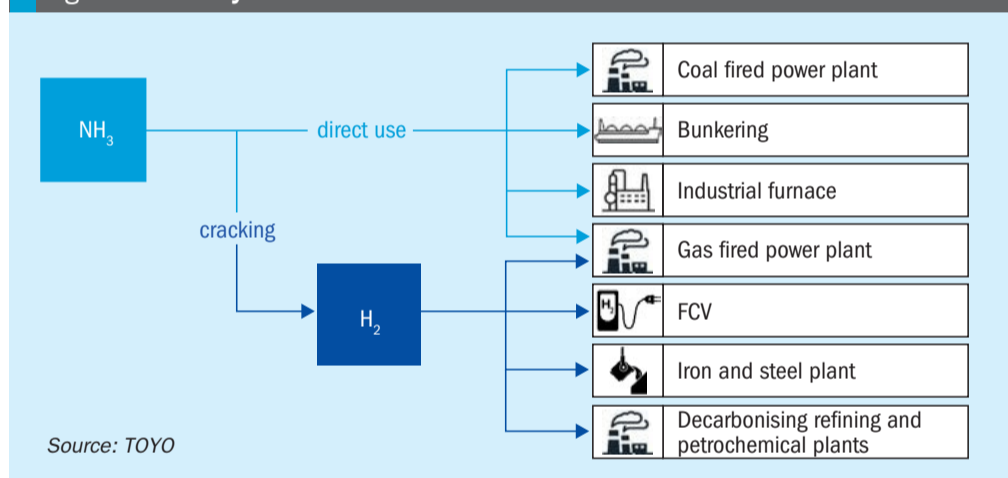 NH₃
direct use
cracking
H₂
Coal fired power plant
Bunkering
Industrial furnace
Gas fired power plant
H₂
FCV
Iron and steel plant
Decarbonising refining and
petrochemical plants
Source: TOYO